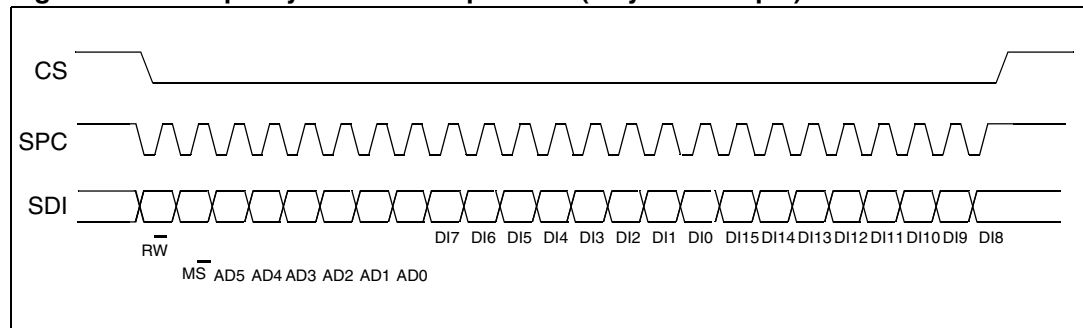 CS
SPC
SDI
DI7 DI6 DI5 DI4 DI3 DI2 DI1 DI0 DI15 DI14 DI13 DI12 DI11 DI10 DI9 DI8
RW
MS AD5 AD4 AD3 AD2 AD1 AD0